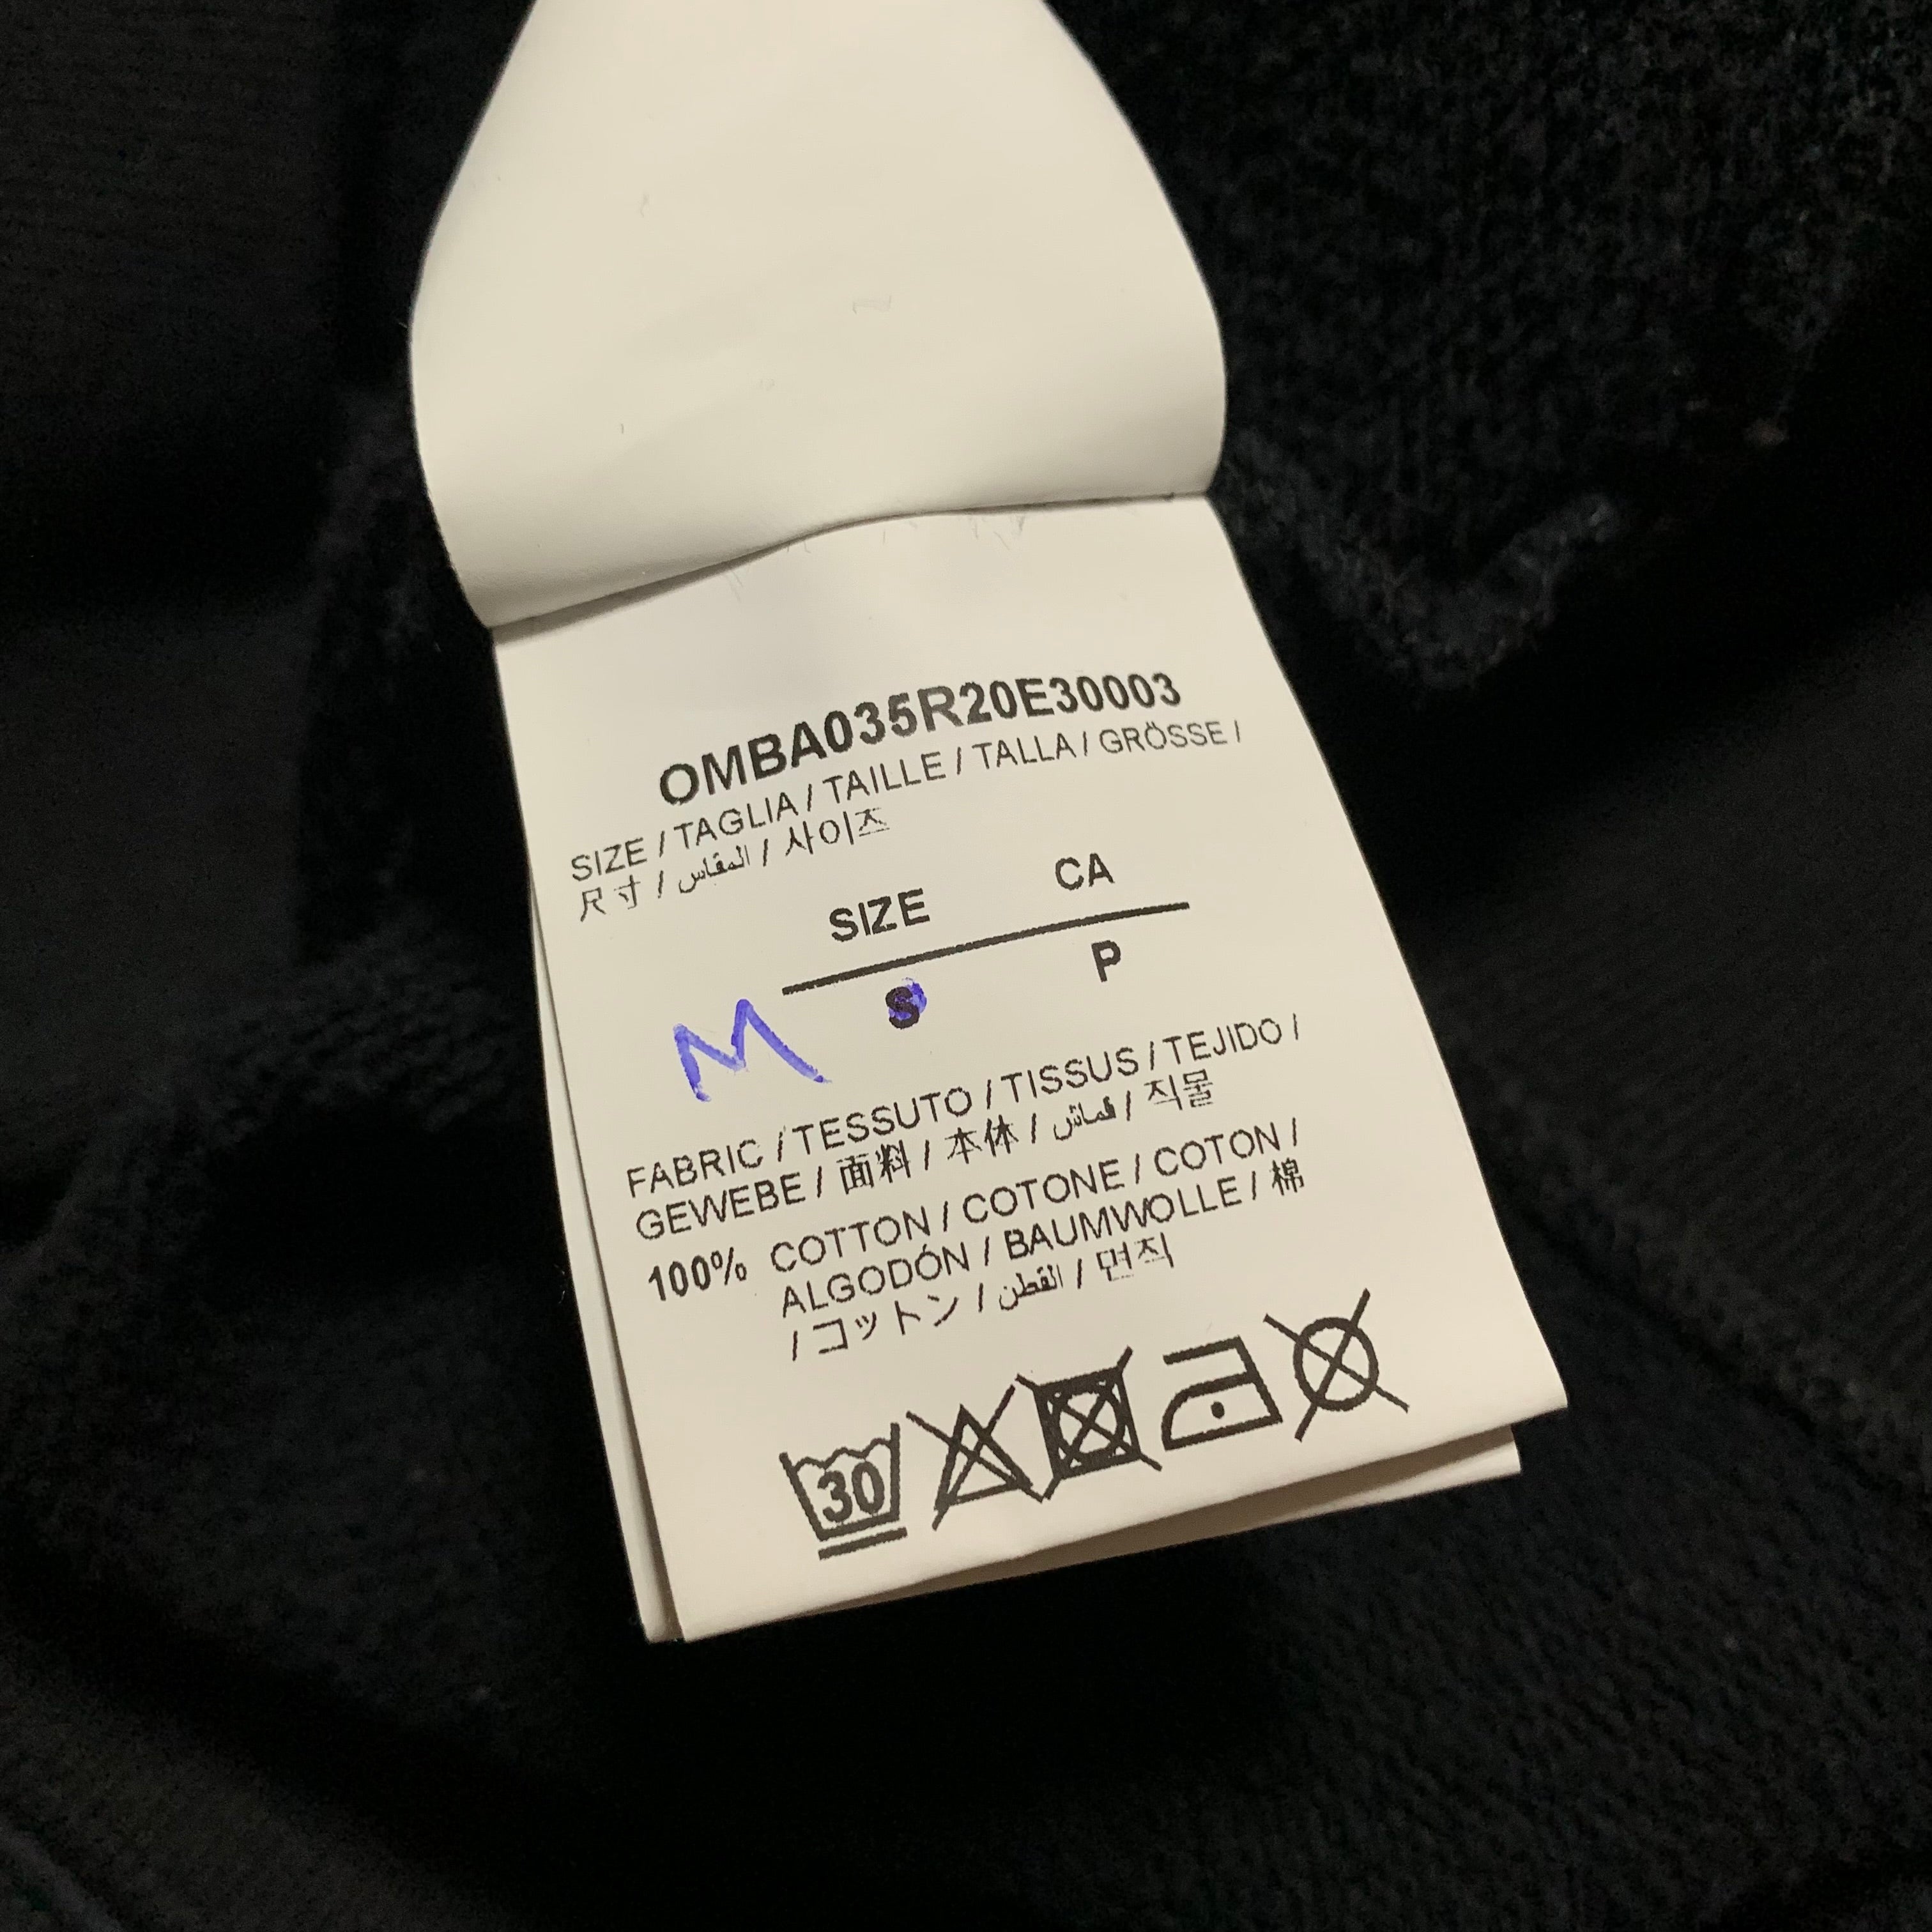 OMBA035R20E30003
SIZE / TAGLIA / TAILLE / TALLA / GRÖSSE /
尺寸 / المقاس / 사이즈
SIZE CA
M S P
FABRIC / TESSUTO / TISSUS / TEJIDO /
GEWEBE / 面料 / 本体 / قماش / 직물
100% COTTON / COTONE / COTON /
ALGODÓN / BAUMWOLLE / 棉
/ コットン / القطن / 면직
30